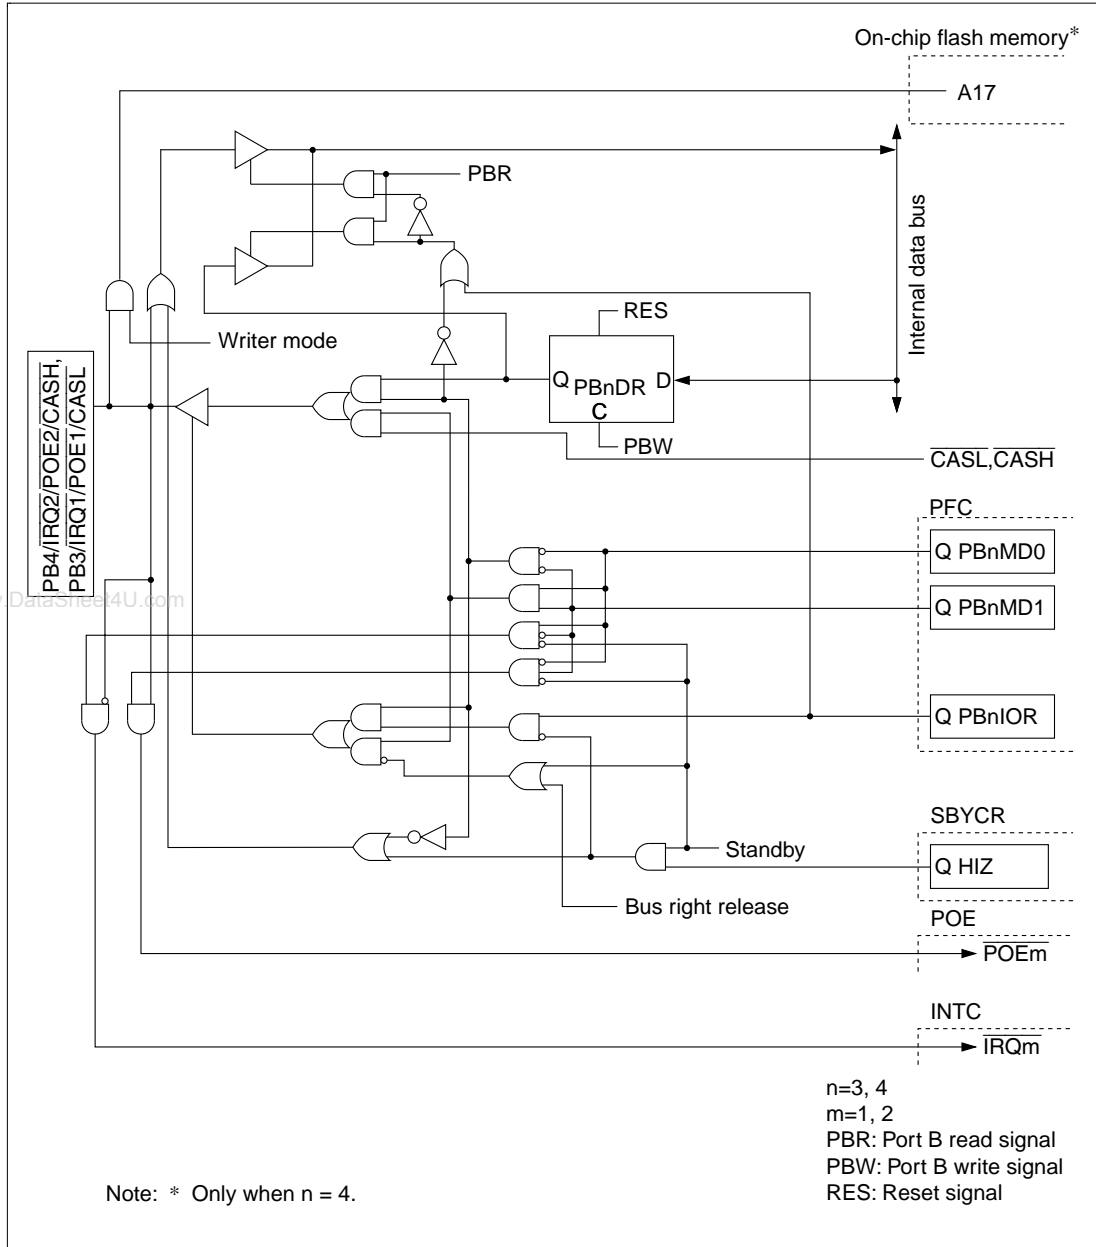 On-chip flash memory*
A17
PBR
Internal data bus
RES
Writer mode
Q PBnDR D
C
PBW
PB4/IRQ2/POE2/CASH,
PB3/IRQ1/POE1/CASL
CASL,CASH
PFC
Q PBnMD0
Q PBnMD1
w.DataSheet4U.com
Q PBnIOR
SBYCR
Standby
Q HIZ
Bus right release
POE
POEm
INTC
IRQm
n=3, 4
m=1, 2
PBR: Port B read signal
PBW: Port B write signal
RES: Reset signal
Note: * Only when n = 4.